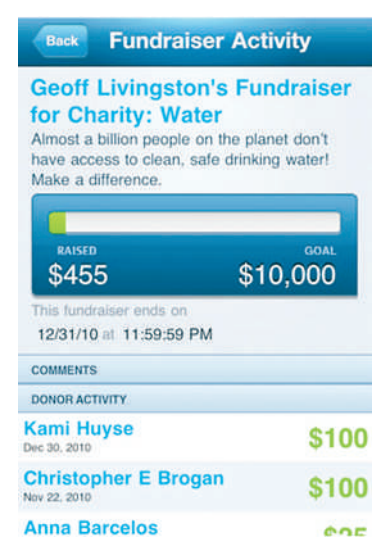 Back
Fundraiser Activity
Geoff Livingston's Fundraiser
for Charity: Water
Almost a billion people on the planet don't
have access to clean, safe drinking water!
Make a difference.
RAISED GOAL
$455 $10,000
This fundraiser ends on
12/31/10 at 11:59:59 PM
COMMENTS
DONOR ACTIVITY
Kami Huyse
$100
Dec 30, 2010
Christopher E Brogan
$100
Nov 22, 2010
Anna Barcelos